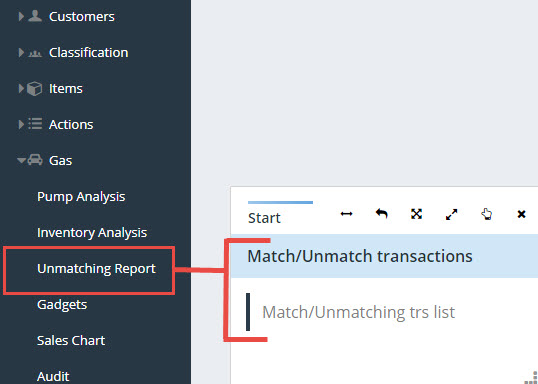 Customers
Classification
Items
Actions
Gas
Pump Analysis
Inventory Analysis
Unmatching Report
Gadgets
Sales Chart
Audit
Start
Match/Unmatch transactions
Match/Unmatching trs list